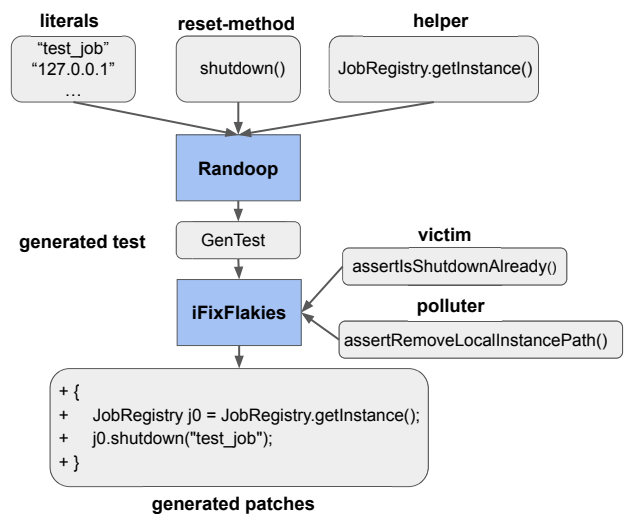 literals
reset-method
helper
“test_job”
“127.0.0.1”
…
shutdown()
JobRegistry.getInstance()
Randoop
generated test
GenTest
victim
assertIsShutdownAlready()
iFixFlakies
polluter
assertRemoveLocalInstancePath()
+ {
+ JobRegistry j0 = JobRegistry.getInstance();
+ j0.shutdown("test_job");
+ }
generated patches